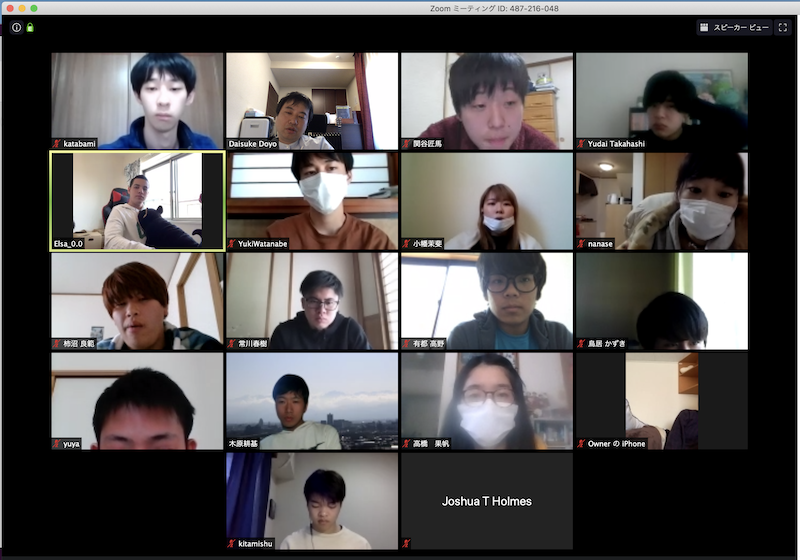 Zoom ミーティング ID: 487-216-048
スピーカー ビュー
katabami
Daisuke Doyo
関谷匠馬
Yudai Takahashi
Elsa_0.0
YukiWatanabe
小幡茉斐
nanase
柿沼 良範
常川春樹
有都 高野
鳥居 かずき
yuya
木原耕基
高橋 果帆
Owner の iPhone
kitamishu
Joshua T Holmes